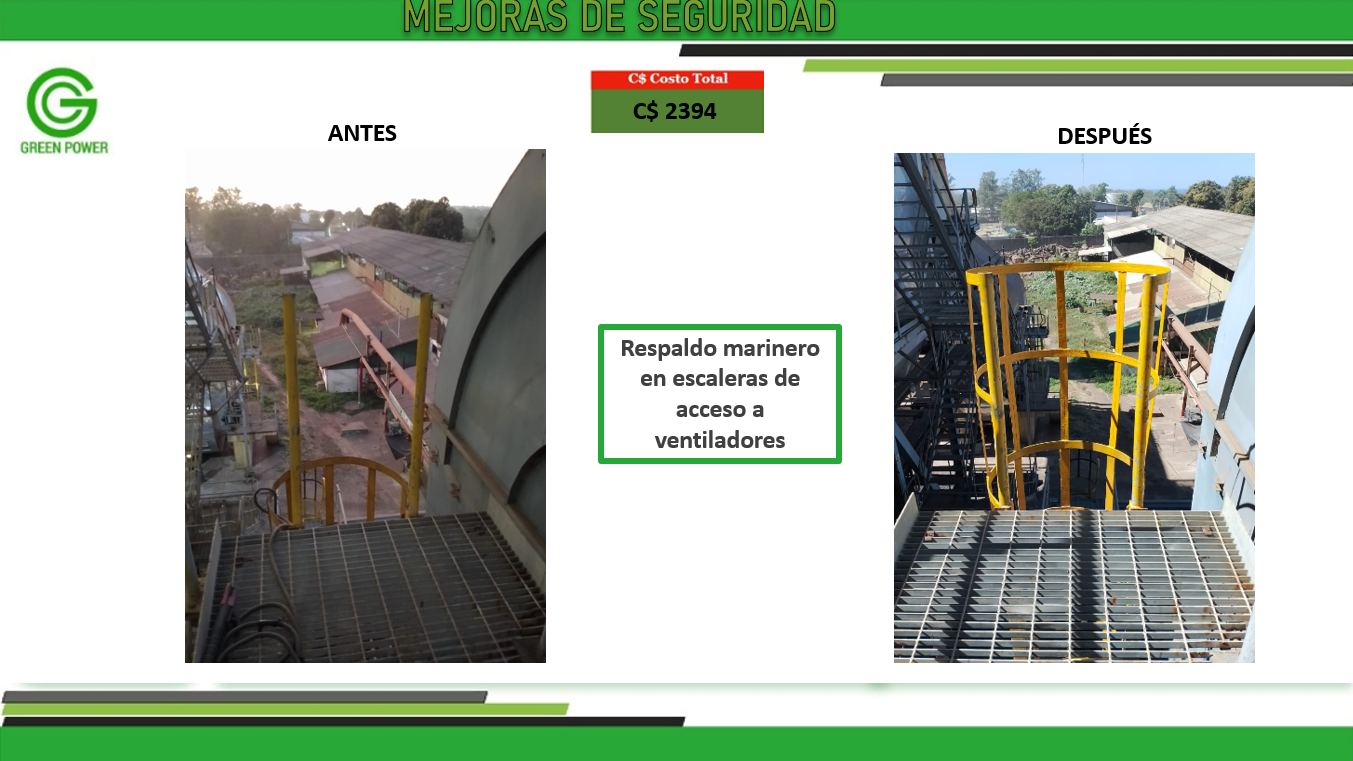 MEJORAS DE SEGURIDAD
C$ Costo Total
C$ 2394
GREEN POWER
ANTES
DESPUÉS
Respaldo marinero
en escaleras de
acceso a
ventiladores